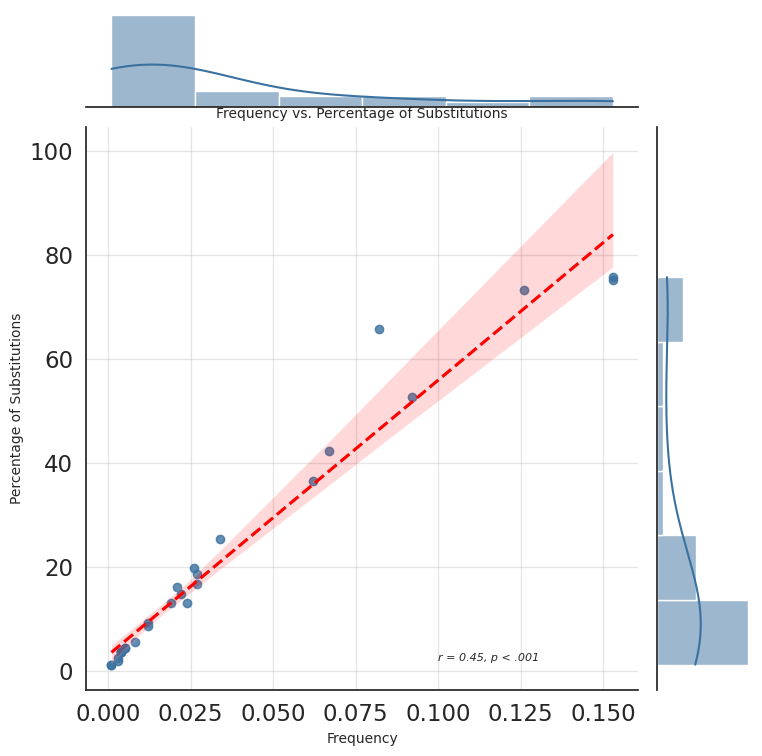 Frequency vs. Percentage of Substitutions
100
80
60
40
20
0
Percentage of Substitutions
r = 0.45, p < .001
0.000 0.025 0.050 0.075 0.100 0.125 0.150
Frequency